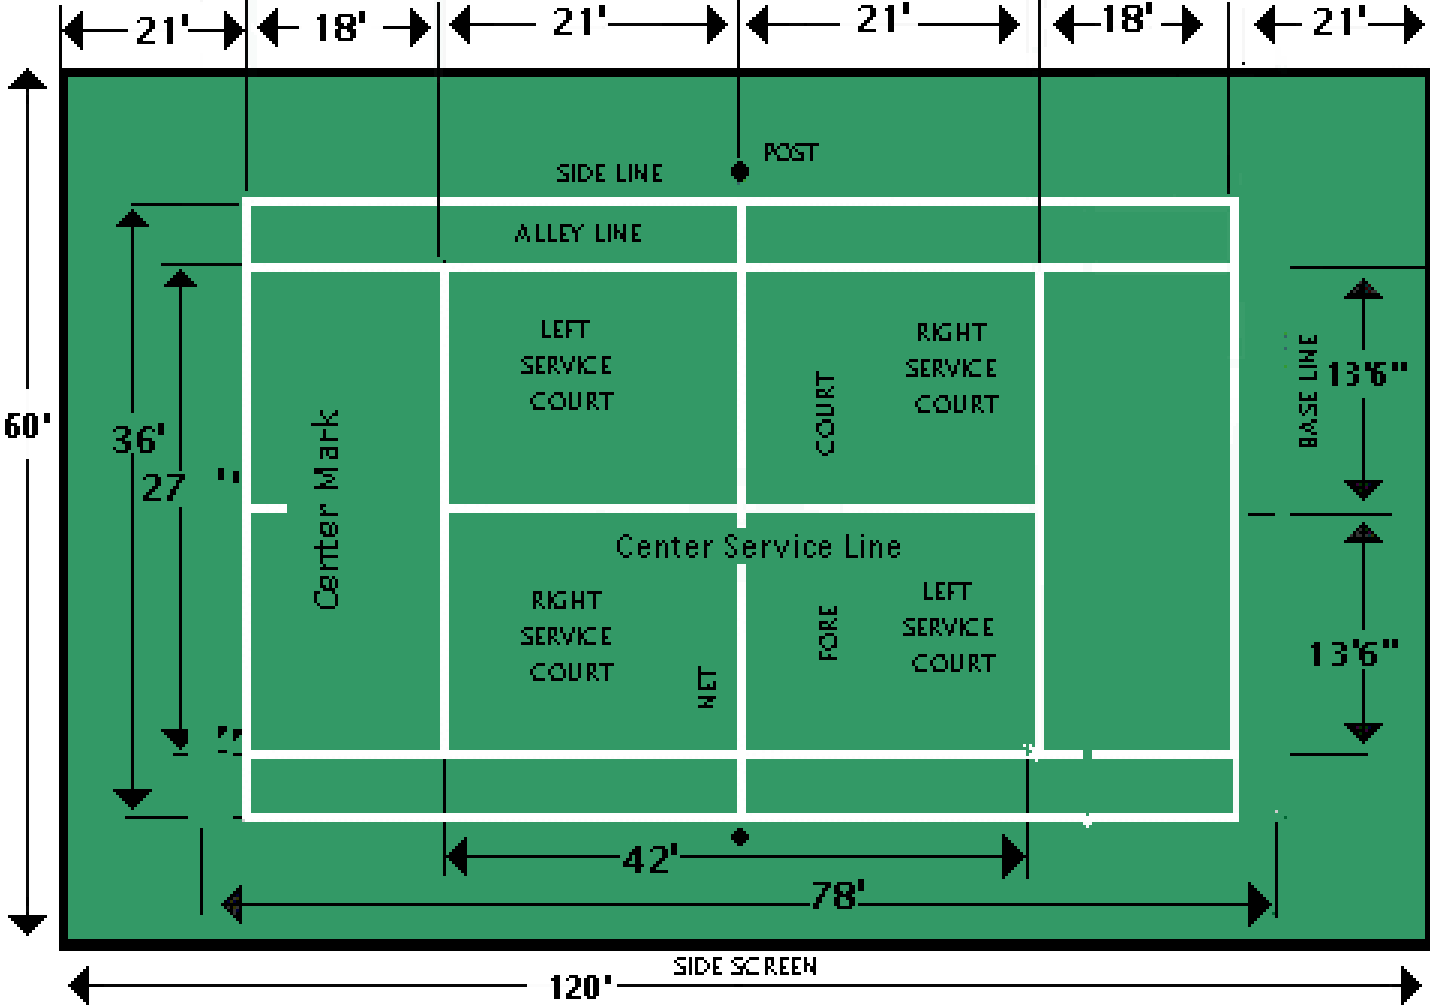 21' 18' 21' 21' 18' 21'
POST
SIDE LINE
ALLEY LINE
LEFT
SERVICE
COURT
RIGHT
SERVICE
COURT
COURT
BASE LINE
13'6"
60'
36'
27 "
Center Mark
Center Service Line
RIGHT
SERVICE
COURT
LEFT
SERVICE
COURT
FORE
NET
13'6"
42'
78'
SIDE SCREEN
120'